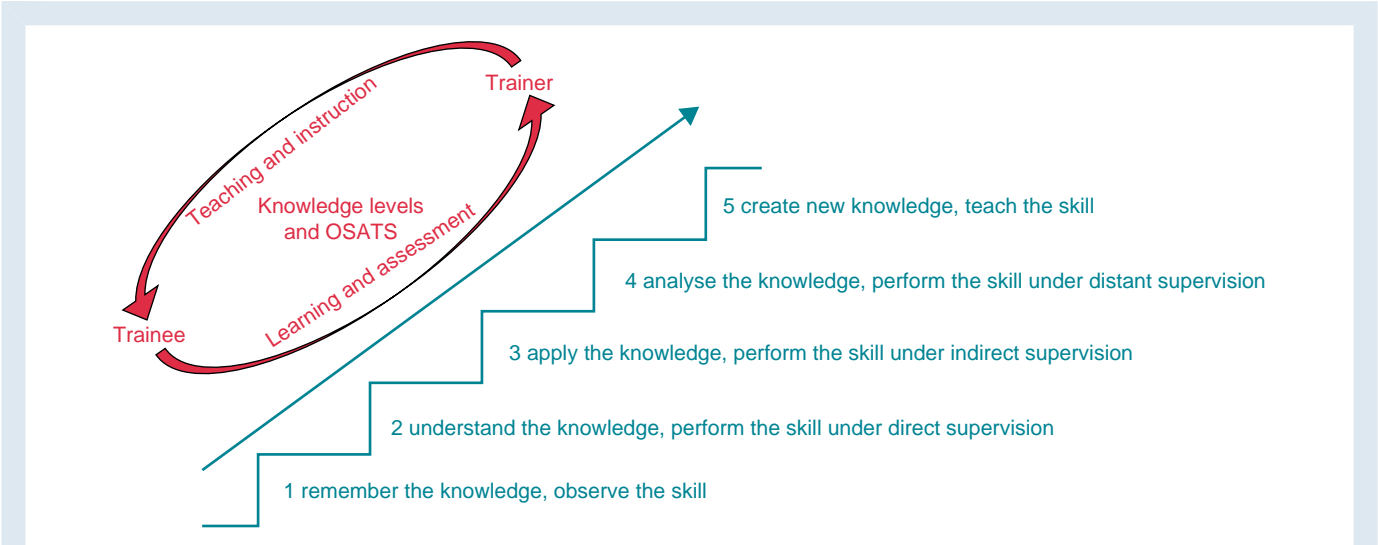 Trainer
Teaching and instruction
Knowledge levels
and OSATS
Learning and assessment
Trainee
5 create new knowledge, teach the skill
4 analyse the knowledge, perform the skill under distant supervision
3 apply the knowledge, perform the skill under indirect supervision
2 understand the knowledge, perform the skill under direct supervision
1 remember the knowledge, observe the skill